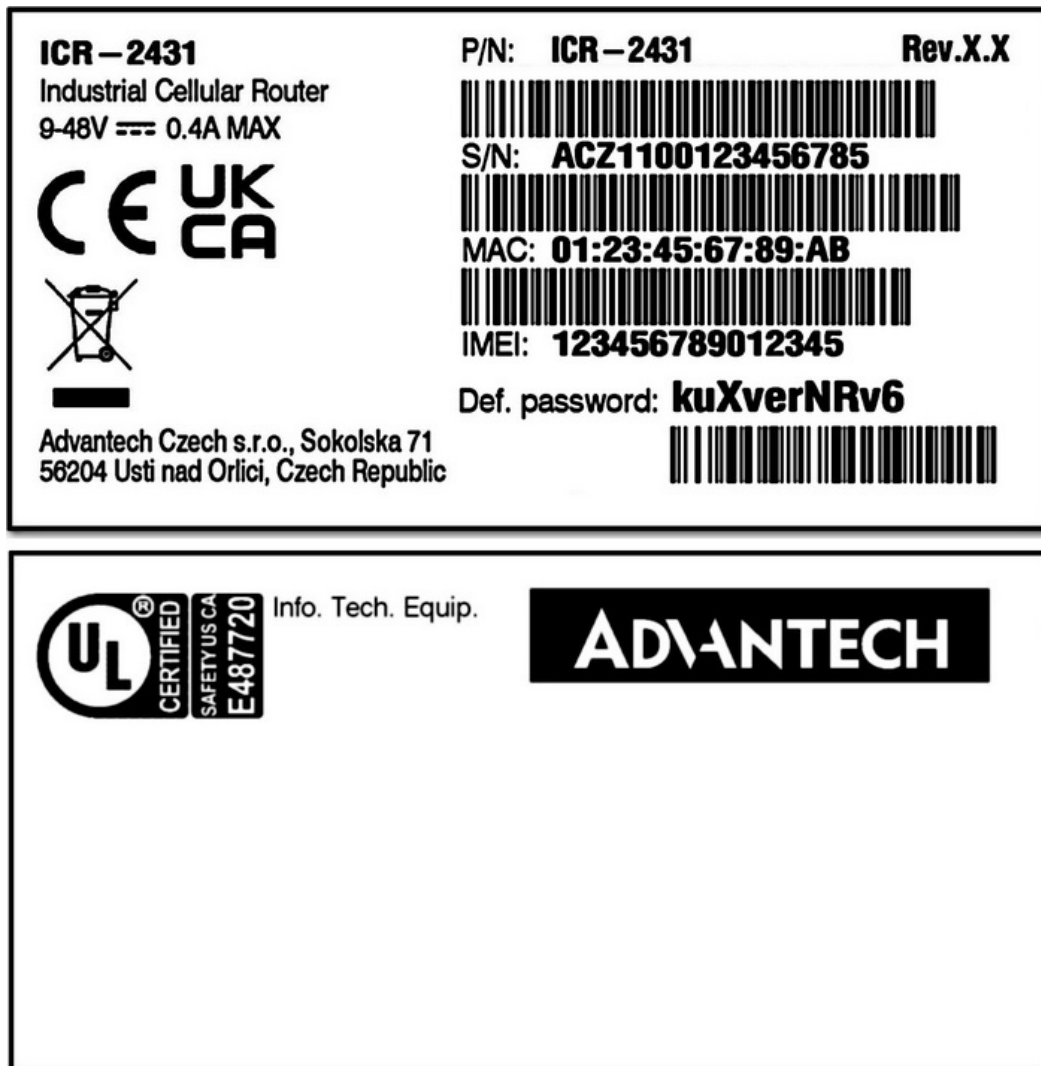 ICR-2431
Industrial Cellular Router
9-48V ⎓ 0.4A MAX
CE UK
CA
Advantech Czech s.r.o., Sokolska 71
56204 Usti nad Orlici, Czech Republic
P/N: ICR-2431 Rev.X.X
S/N: ACZ1100123456785
MAC: 01:23:45:67:89:AB
IMEI: 123456789012345
Def. password: kuXverNRv6
UL ®
CERTIFIED
SAFETY US CA
E487720
Info. Tech. Equip.
ADVANTECH